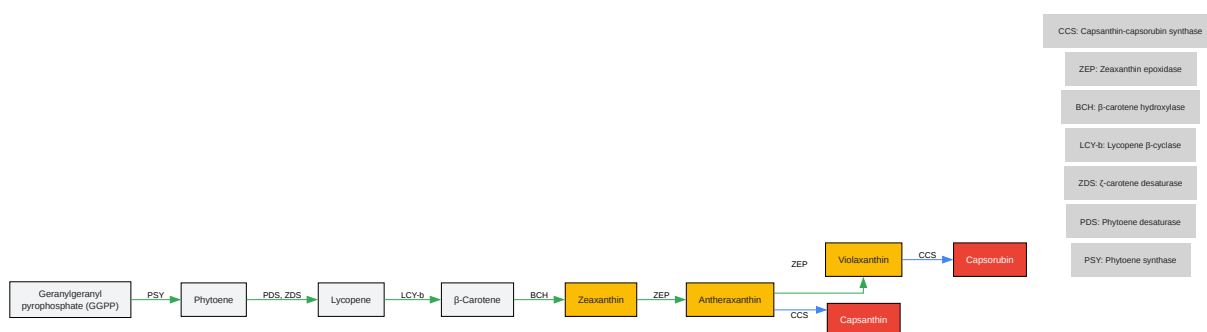 CCS: Capsanthin-capsorubin synthase
ZEP: Zeaxanthin epoxidase
BCH: β-carotene hydroxylase
LCY-b: Lycopene β-cyclase
ZDS: ζ-carotene desaturase
PDS: Phytoene desaturase
PSY: Phytoene synthase
Geranylgeranyl
pyrophosphate (GGPP)
PSY
Phytoene
PDS, ZDS
Lycopene
LCY-b
β-Carotene
BCH
Zeaxanthin
ZEP
Antheraxanthin
ZEP
Violaxanthin
CCS
Capsorubin
CCS
Capsanthin